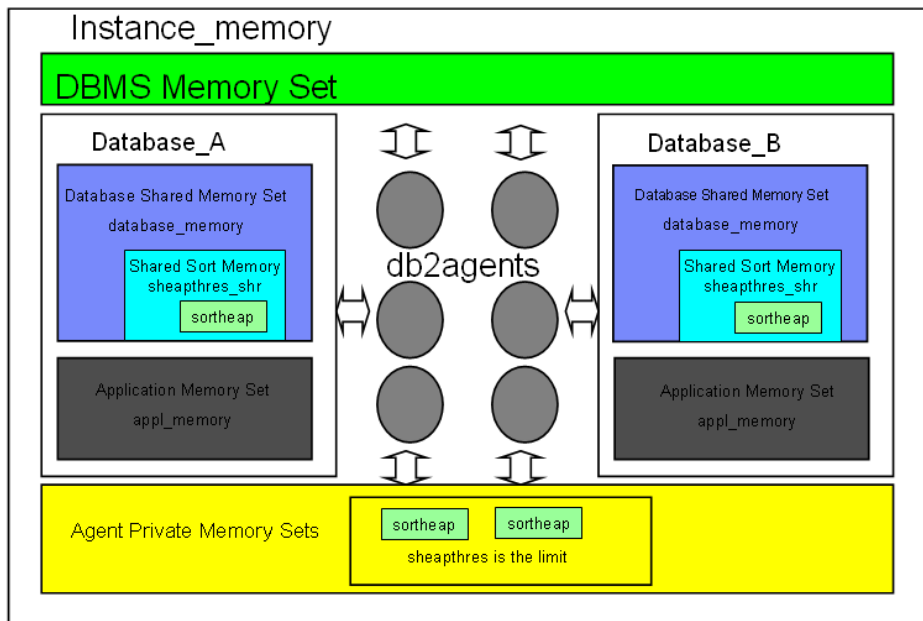 Instance_memory
DBMS Memory Set
Database_A
Database Shared Memory Set
database_memory
Shared Sort Memory
sheapthres_shr
sortheap
Application Memory Set
appl_memory
db2agents
Database_B
Database Shared Memory Set
database_memory
Shared Sort Memory
sheapthres_shr
sortheap
Application Memory Set
appl_memory
Agent Private Memory Sets
sortheap
sortheap
sheapthres is the limit